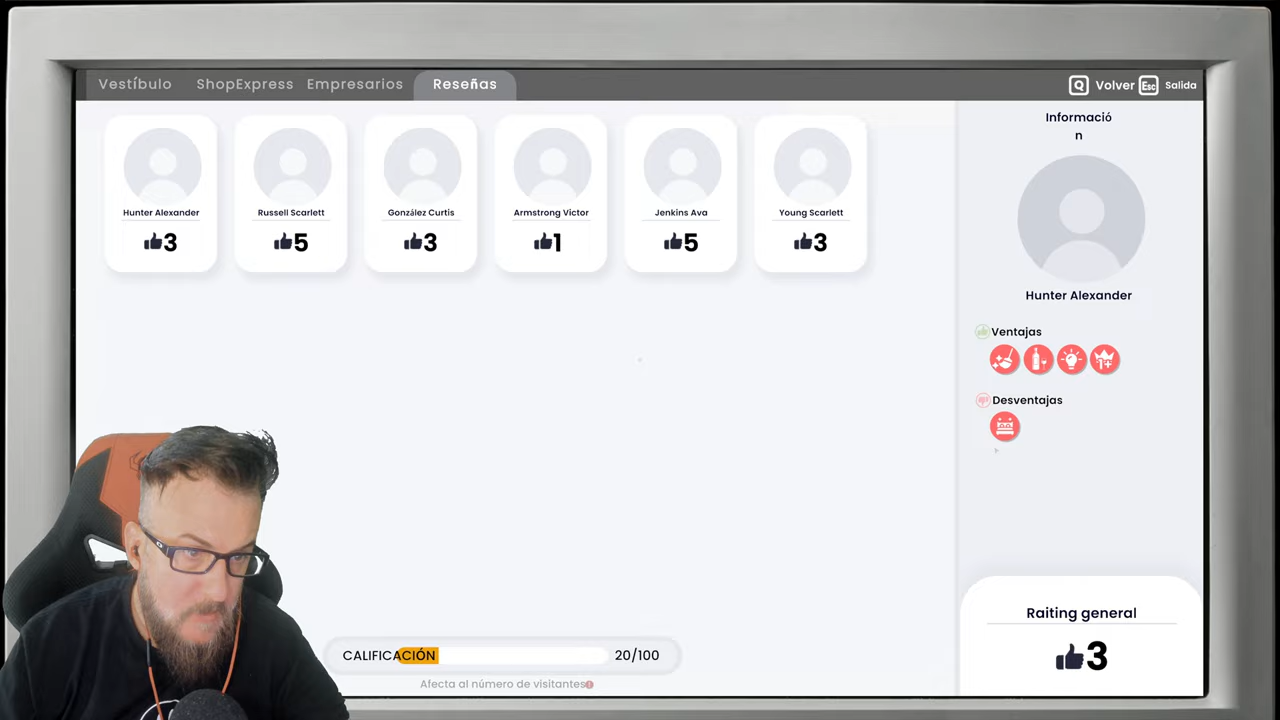 Vestíbulo ShopExpress Empresarios Reseñas Q Volver Esc Salida
Hunter Alexander
3
Russell Scarlett
5
González Curtis
3
Armstrong Victor
1
Jenkins Ava
5
Young Scarlett
3
Informació
n
Hunter Alexander
Ventajas
Desventajas
Raiting general
3
CALIFICACIÓN 20/100
Afecta al número de visitantes